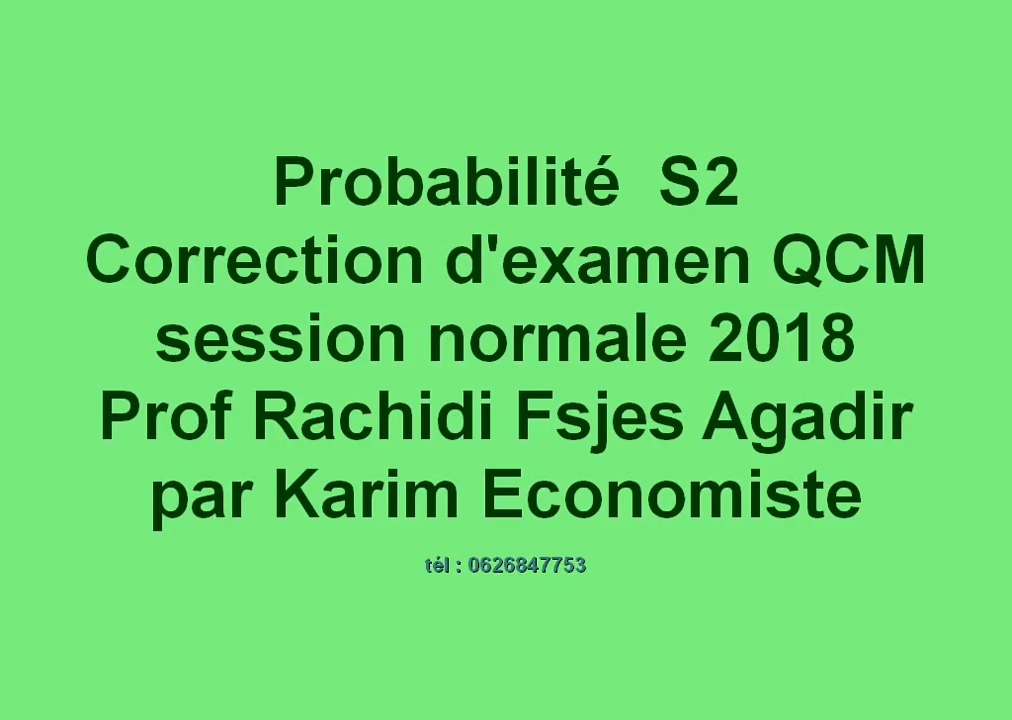 Probabilité S2
Correction d'examen QCM
session normale 2018
Prof Rachidi Fsjes Agadir
par Karim Economiste
tél : 0626847753